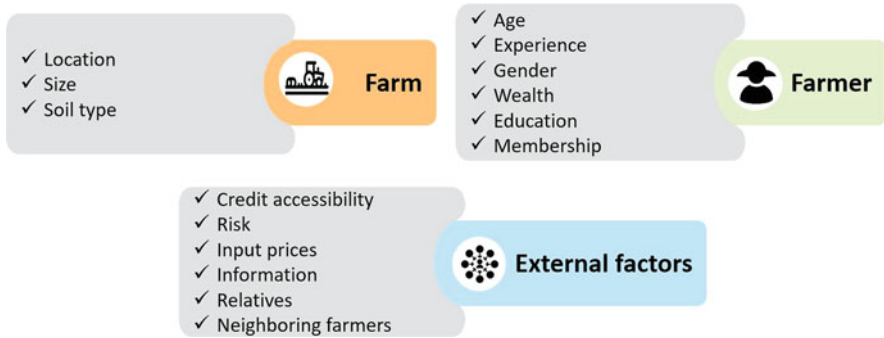 ✓ Location
✓ Size
✓ Soil type
Farm
✓ Age
✓ Experience
✓ Gender
✓ Wealth
✓ Education
✓ Membership
Farmer
✓ Credit accessibility
✓ Risk
✓ Input prices
✓ Information
✓ Relatives
✓ Neighboring farmers
External factors